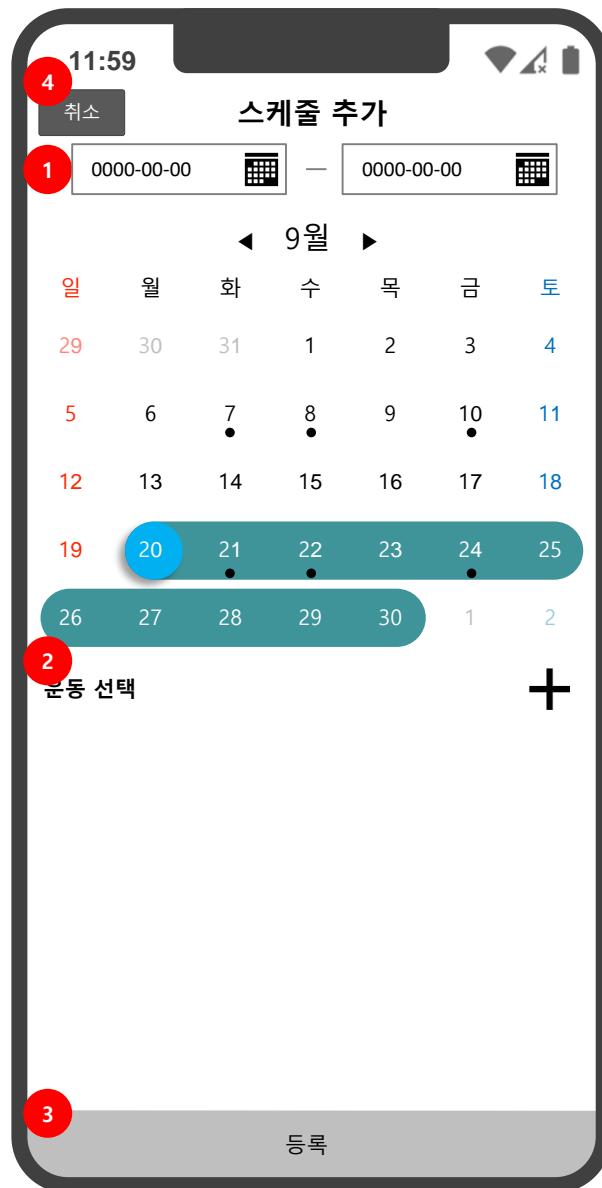 11:59
4
취소 스케줄 추가
1 0000-00-00 — 0000-00-00
◀ 9월 ▶
일 월 화 수 목 금 토
29 30 31 1 2 3 4
5 6 7 8 9 10 11
12 13 14 15 16 17 18
19 20 21 22 23 24 25
26 27 28 29 30 1 2
2
운동 선택 +
3
등록